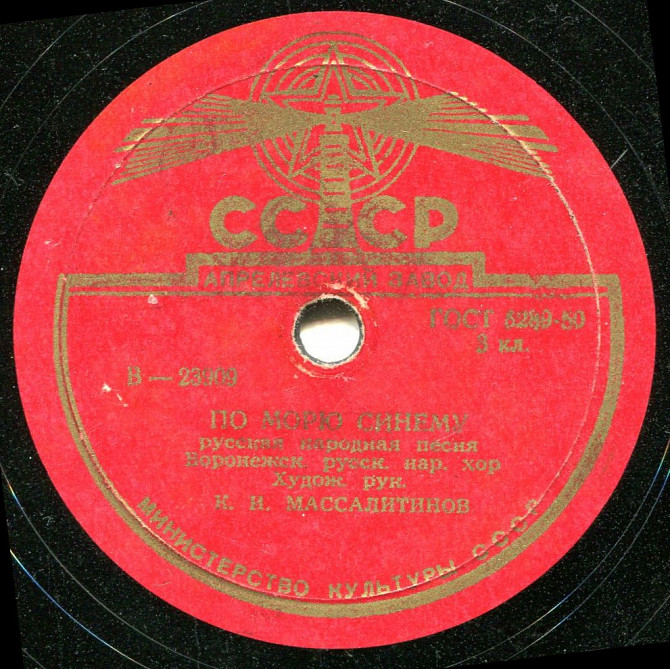 СССР
АПРЕЛЕВСКИЙ ЗАВОД
ГОСТ 5289-50
3 кл.
В — 23909
ПО МОРЮ СИНЕМУ
русская народная песня
Воронежск. русск. нар. хор
Худож. рук.
К. И. МАССАЛИТИНОВ
МИНИСТЕРСТВО КУЛЬТУРЫ СССР